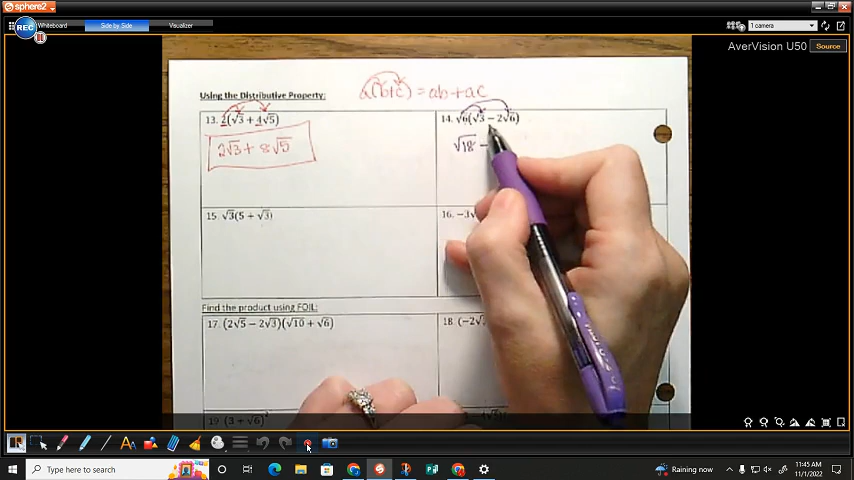 sphere2
REC
Whiteboard
Side by Side
Visualizer
1 camera
AverVision U50
Source
Using the Distributive Property:
a(b+c) = ab+ac
13. 2(√3 + 4√5)
2√3 + 8√5
14. √6(√3 − 2√6)
√18 −
15. √3(5 + √3)
16. −3√
Find the product using FOIL:
17. (2√5 − 2√3)(√10 + √6)
18. (−2√
19. (3 + √6)²
Type here to search
Raining now
11:45 AM
11/1/2022